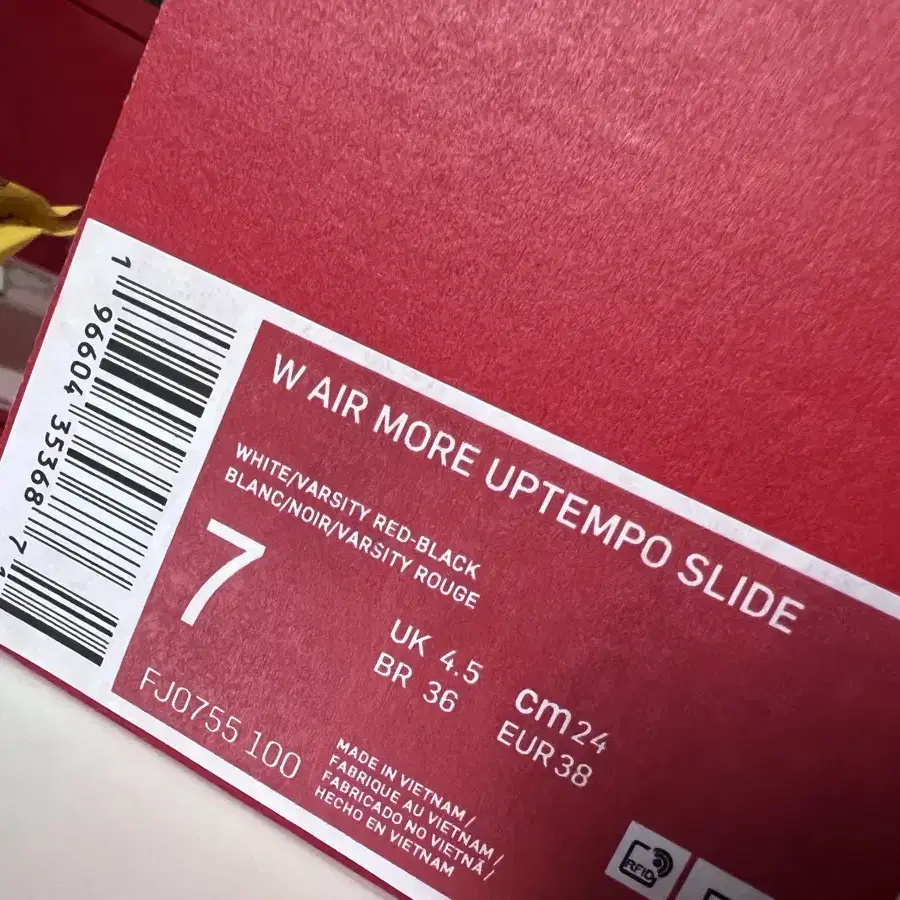 W AIR MORE UPTEMPO SLIDE
WHITE/VARSITY RED-BLACK
BLANC/NOIR/VARSITY ROUGE
7
UK 4.5
BR 36
cm 24
EUR 38
FJ0755 100
MADE IN VIETNAM/
FABRIQUE AU VIETNAM/
FABRICADO NO VIETNÃ/
HECHO EN VIETNAM/
1 96604 35368 7
RFID